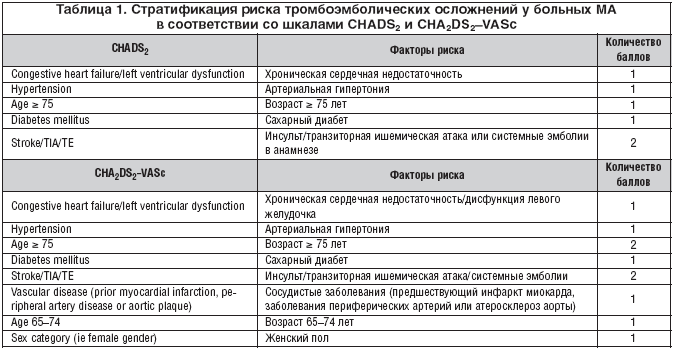 Таблица 1. Стратификация риска тромбоэмболических осложнений у больных МА
в соответствии со шкалами CHADS2 и CHA2DS2–VASc
CHADS2 Факторы риска Количество баллов
Congestive heart failure/left ventricular dysfunction Хроническая сердечная недостаточность 1
Hypertension Артериальная гипертония 1
Age ≥ 75 Возраст ≥ 75 лет 1
Diabetes mellitus Сахарный диабет 1
Stroke/TIA/TE Инсульт/транзиторная ишемическая атака или системные эмболии
в анамнезе 2
CHA2DS2–VASc Факторы риска Количество баллов
Congestive heart failure/left ventricular dysfunction Хроническая сердечная недостаточность/дисфункция левого
желудочка 1
Hypertension Артериальная гипертония 1
Age ≥ 75 Возраст ≥ 75 лет 2
Diabetes mellitus Сахарный диабет 1
Stroke/TIA/TE Инсульт/транзиторная ишемическая атака/системные эмболии 2
Vascular disease (prior myocardial infarction, pe-
ripheral artery disease or aortic plaque) Сосудистые заболевания (предшествующий инфаркт миокарда,
заболевания периферических артерий или атеросклероз аорты) 1
Age 65–74 Возраст 65–74 лет 1
Sex category (ie female gender) Женский пол 1